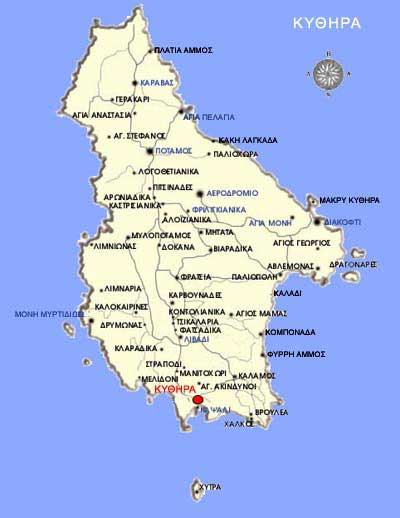 ΚΥΘΗΡΑ
ΠΛΑΤΙΑ ΑΜΜΟΣ
ΚΑΡΑΒΑΣ
ΓΕΡΑΚΑΡΙ
ΑΓΙΑ ΑΝΑΣΤΑΣΙΑ
ΑΓΙΑ ΠΕΛΑΓΙΑ
ΑΓ. ΣΤΕΦΑΝΟΣ
ΚΑΚΗ ΛΑΓΚΑΔΑ
ΠΟΤΑΜΟΣ
ΠΑΛΙΟΧΩΡΑ
ΛΟΓΟΘΕΤΙΑΝΙΚΑ
ΠΙΤΣΙΝΑΔΕΣ
ΑΕΡΟΔΡΟΜΙΟ
ΑΡΩΝΙΑΔΙΚΑ
ΜΑΚΡΥ ΚΥΘΗΡΑ
ΚΑΣΤΡΙΣΙΑΝΙΚΑ
ΦΡΙΛΙΓΚΙΑΝΙΚΑ
ΑΛΟΙΖΙΑΝΙΚΑ
ΑΓΙΑ ΜΟΝΗ
ΔΙΑΚΟΦΤΙ
ΜΗΤΑΤΑ
ΜΥΛΟΠΟΤΑΜΟΣ
ΛΙΜΝΙΩΝΑΣ
ΔΟΚΑΝΑ
ΒΙΑΡΑΔΙΚΑ
ΑΓΙΟΣ ΓΕΩΡΓΙΟΣ
ΔΡΑΓΟΝΑΡΕΣ
ΑΒΛΕΜΟΝΑΣ
ΦΡΑΤΣΙΑ
ΠΑΛΙΟΠΟΛΗ
ΛΙΜΝΑΡΙΑ
ΚΑΡΒΟΥΝΑΔΕΣ
ΚΑΛΑΔΙ
ΚΑΛΟΚΑΙΡΙΝΕΣ
ΚΟΝΤΟΛΙΑΝΙΚΑ
ΜΟΝΗ ΜΥΡΤΙΔΙΩΣ
ΑΓΙΟΣ ΜΑΜΑΣ
ΔΡΥΜΩΝΑΣ
ΤΣΙΚΑΛΑΡΙΑ
ΦΑΤΣΑΔΙΚΑ
ΚΟΜΠΟΝΑΔΑ
ΛΙΒΑΔΙ
ΚΛΑΡΑΔΙΚΑ
ΦΥΡΡΗ ΑΜΜΟΣ
ΣΤΡΑΠΟΔΙ
ΜΑΝΙΤΟΧΩΡΙ
ΜΕΛΙΔΟΝΙ
ΚΑΛΑΜΟΣ
ΚΥΘΗΡΑ
ΑΓ. ΑΚΙΝΔΥΝΟΙ
ΚΑΨΑΛΙ
ΒΡΟΥΛΕΑ
ΧΑΛΚΟΣ
ΧΥΤΡΑ